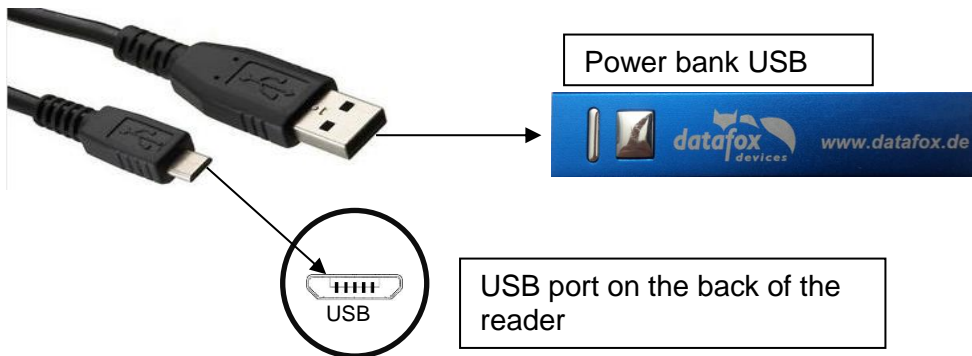 Power bank USB
datafox
devices
www.datafox.de
USB
USB port on the back of the
reader